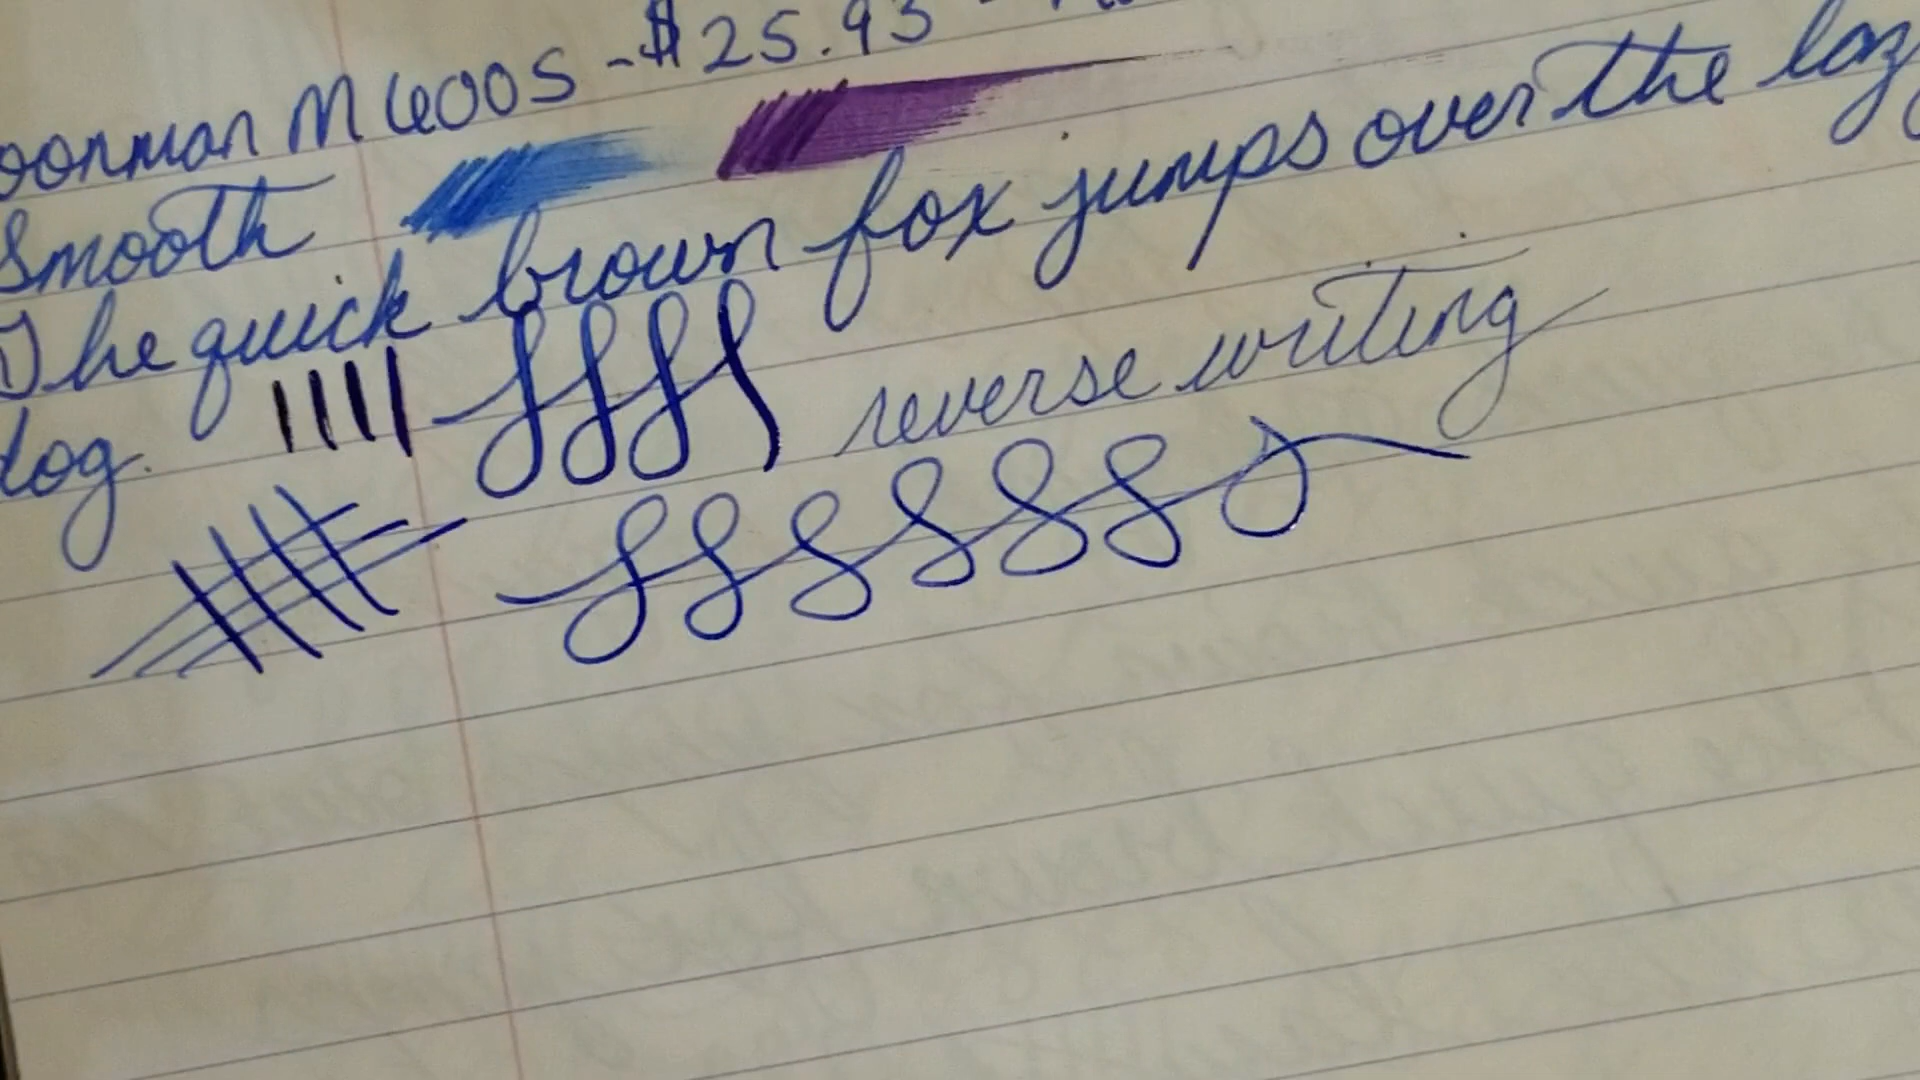 M600S - $25.93 -
Smooth
The quick brown fox jumps over the
dog.
reverse writing